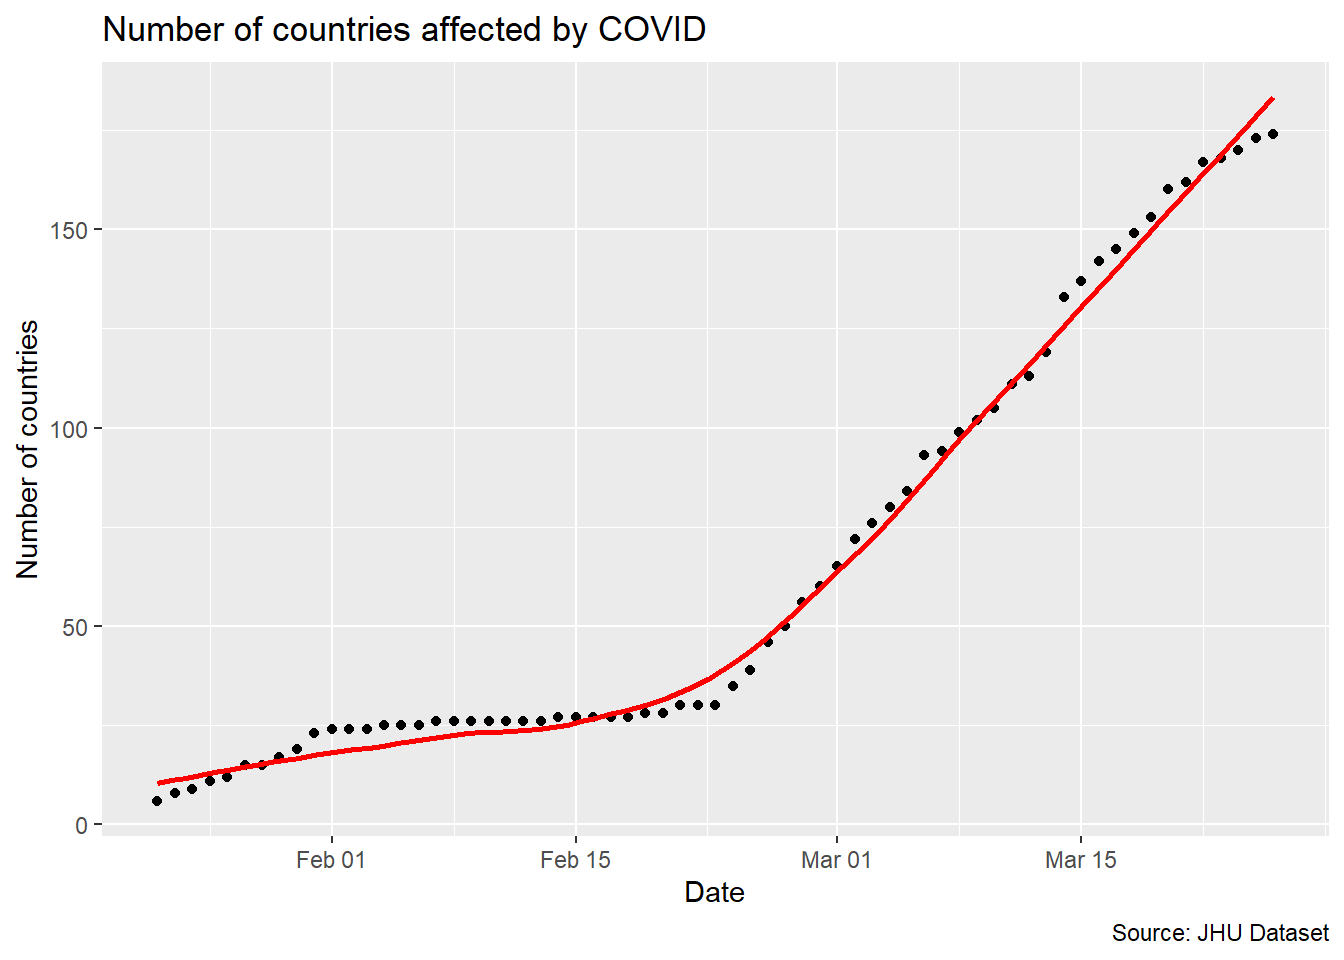 Number of countries affected by COVID
Number of countries
150
100
50
0
Feb 01 Feb 15 Mar 01 Mar 15
Date
Source: JHU Dataset